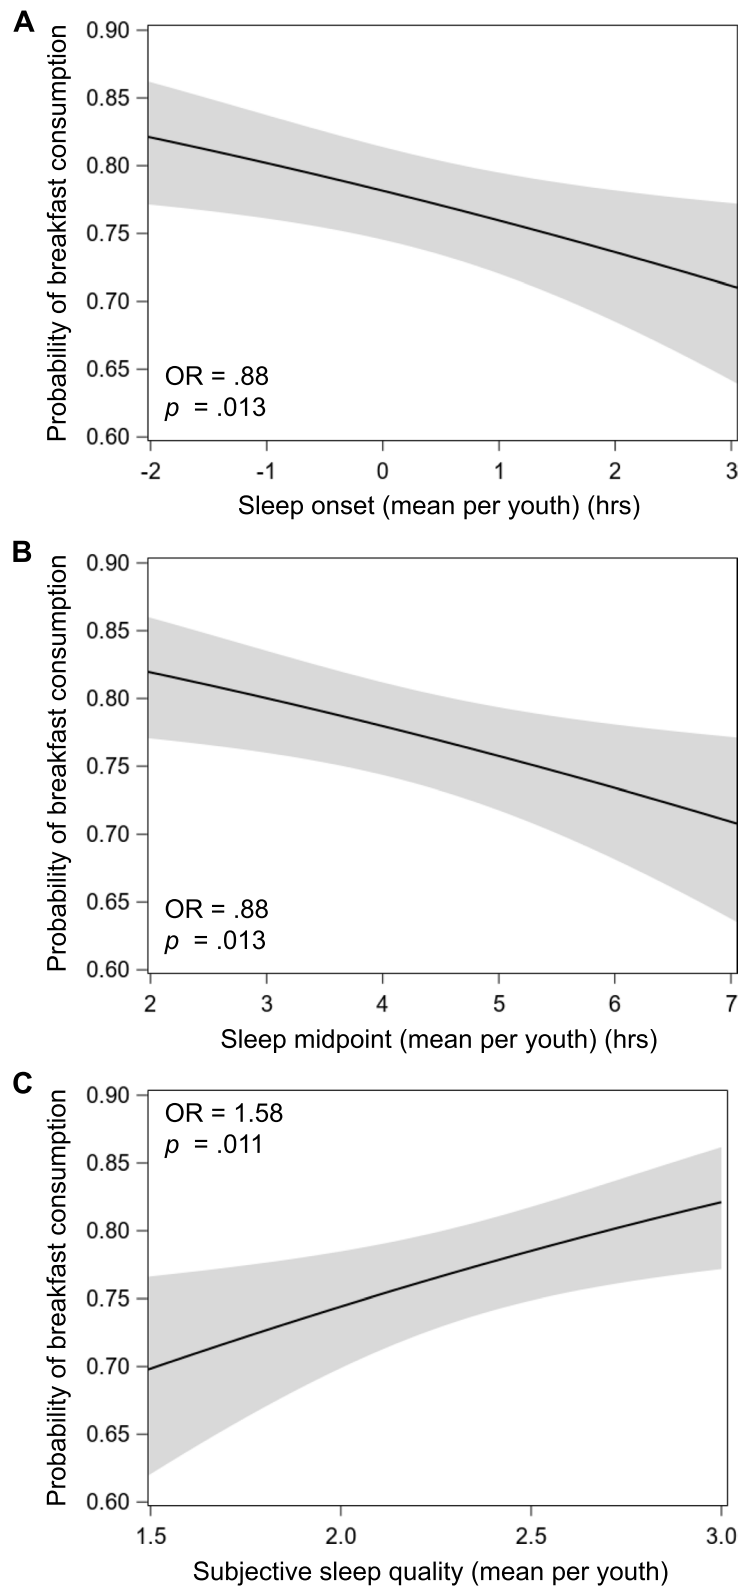 A
Probability of breakfast consumption
0.90
0.85
0.80
0.75
0.70
0.65
0.60
OR = .88
p = .013
-2 -1 0 1 2 3
Sleep onset (mean per youth) (hrs)
B
Probability of breakfast consumption
0.90
0.85
0.80
0.75
0.70
0.65
0.60
OR = .88
p = .013
2 3 4 5 6 7
Sleep midpoint (mean per youth) (hrs)
C
Probability of breakfast consumption
0.90
0.85
0.80
0.75
0.70
0.65
0.60
OR = 1.58
p = .011
1.5 2.0 2.5 3.0
Subjective sleep quality (mean per youth)